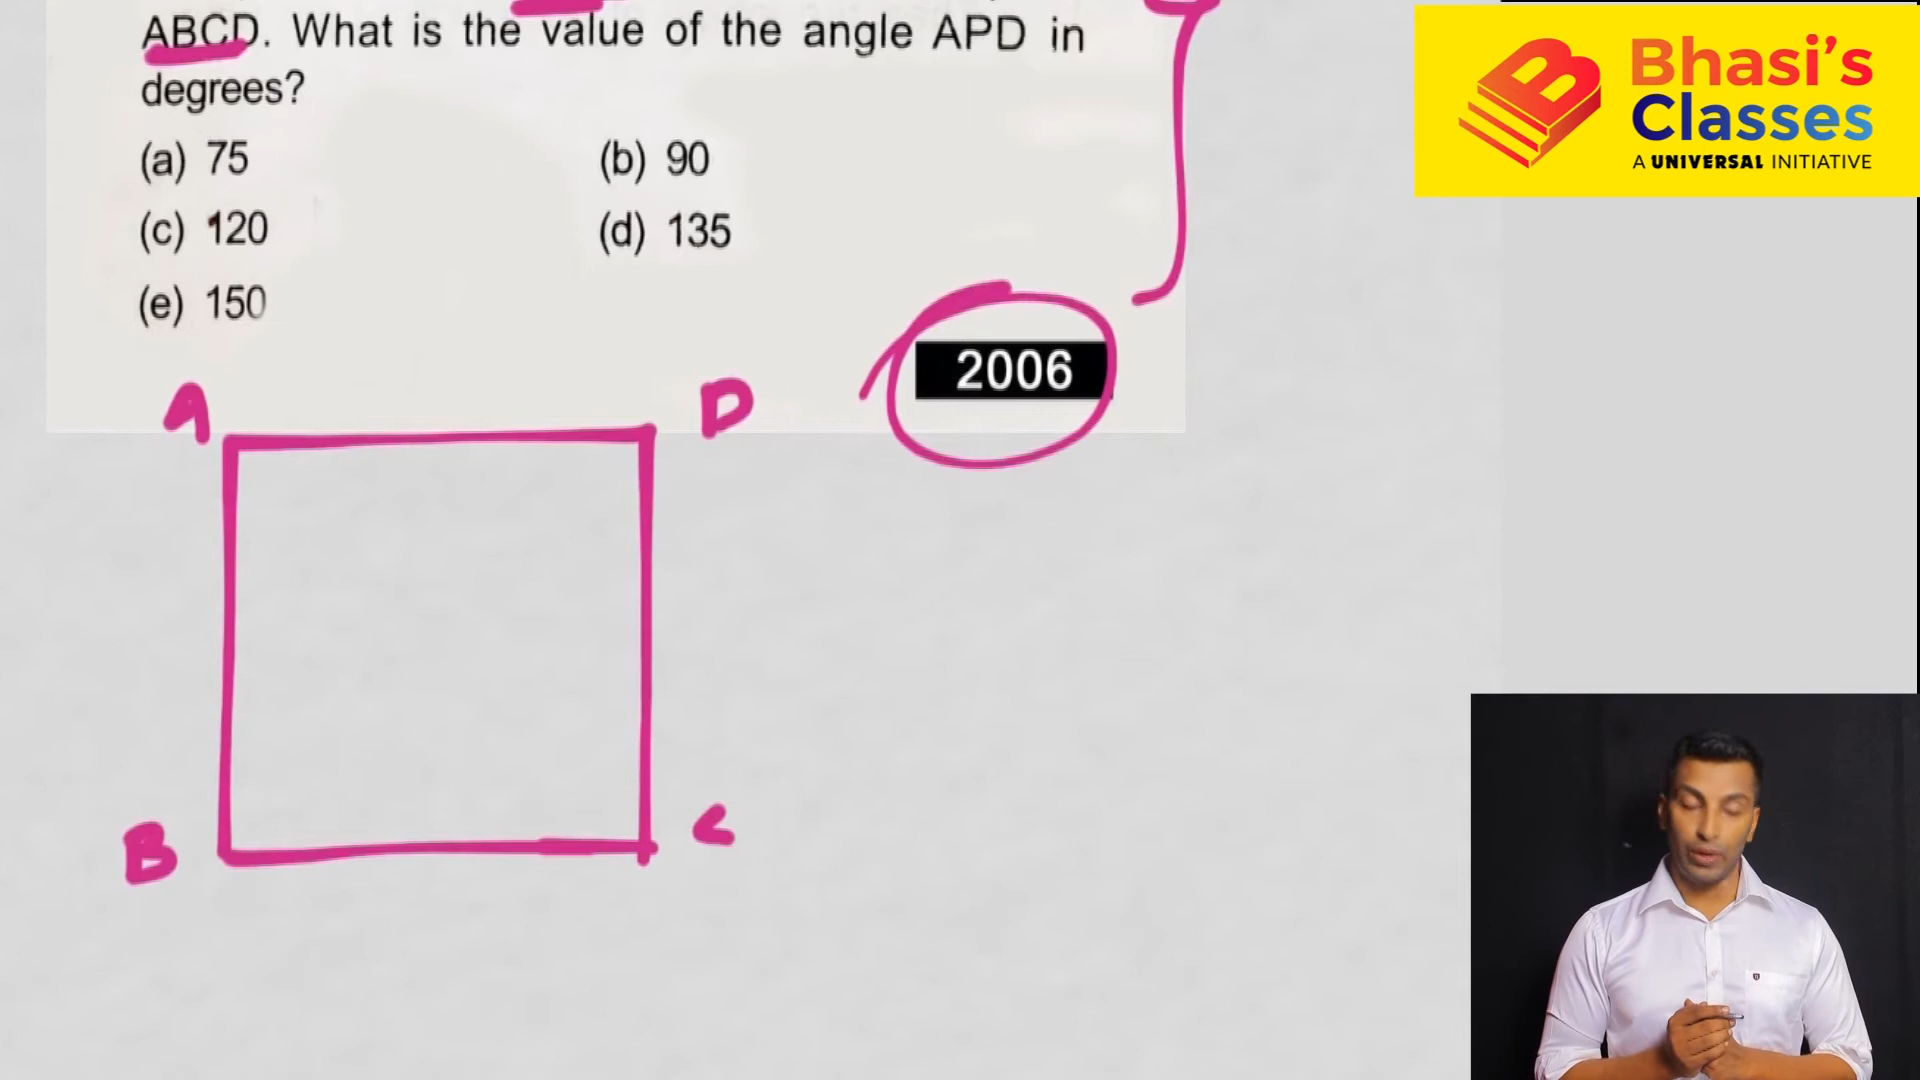 ABCD. What is the value of the angle APD in
degrees?
(a) 75
(b) 90
(c) 120
(d) 135
(e) 150
2006
A
D
B
C
Bhasi's
Classes
A UNIVERSAL INITIATIVE